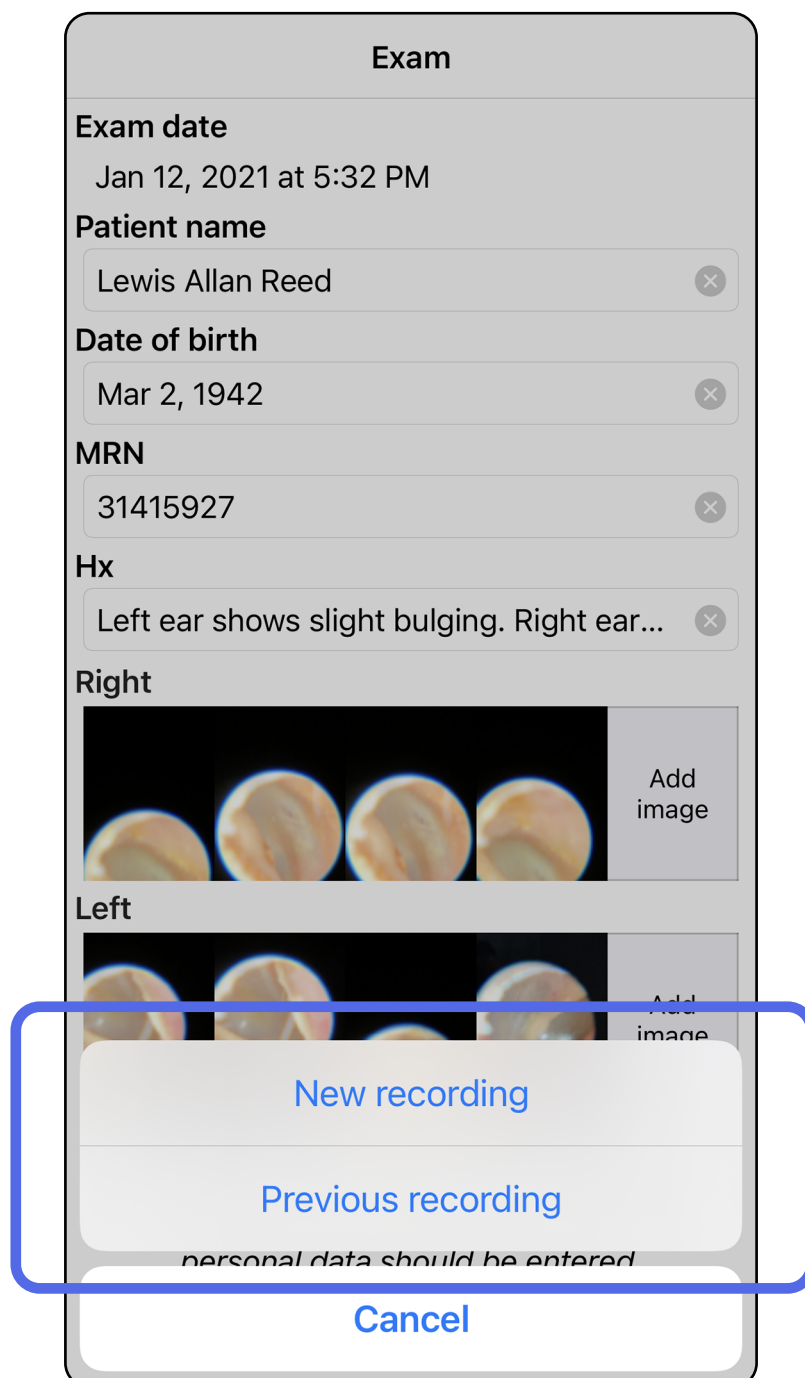 Exam
Exam date
Jan 12, 2021 at 5:32 PM
Patient name
Lewis Allan Reed
Date of birth
Mar 2, 1942
MRN
31415927
Hx
Left ear shows slight bulging. Right ear...
Right
Add
image
Left
Add
image
New recording
Previous recording
personal data should be entered
Cancel